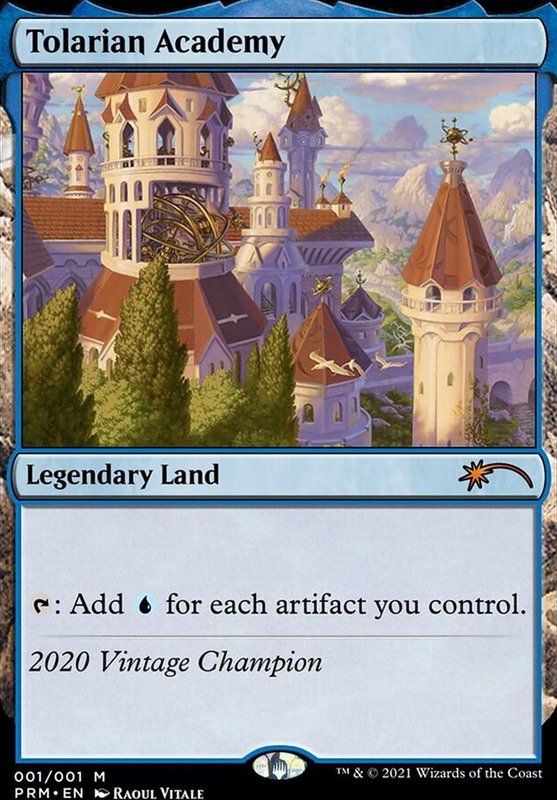 Tolarian Academy
Legendary Land
: Add for each artifact you control.
2020 Vintage Champion
001/001 M
PRM • EN Raoul Vitale
™ & © 2021 Wizards of the Coast